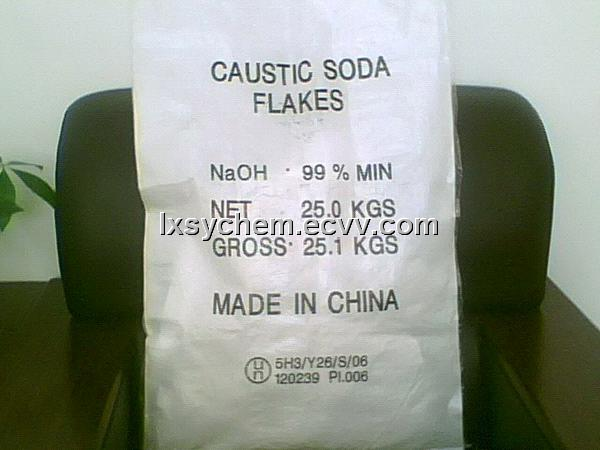 CAUSTIC SODA
FLAKES
NaOH : 99 % MIN
NET 25.0 KGS
lxsychem.ecvv.com
GROSS: 25.1 KGS
MADE IN CHINA
un 5H3/Y26/S/06
120239 PI.006